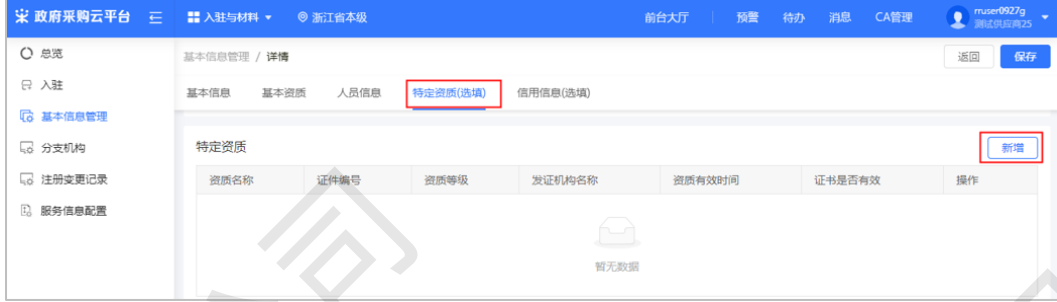 政府采购云平台 入驻与材料 浙江省本级 前台大厅 预警 待办 消息 CA管理 rruser0927g
测试供应商25
总览 基本信息管理 / 详情 返回 保存
入驻 基本信息 基本资质 人员信息 特定资质(选填) 信用信息(选填)
基本信息管理
分支机构 特定资质 新增
注册变更记录 资质名称 证件编号 资质等级 发证机构名称 资质有效时间 证书是否有效 操作
服务信息配置
暂无数据
司